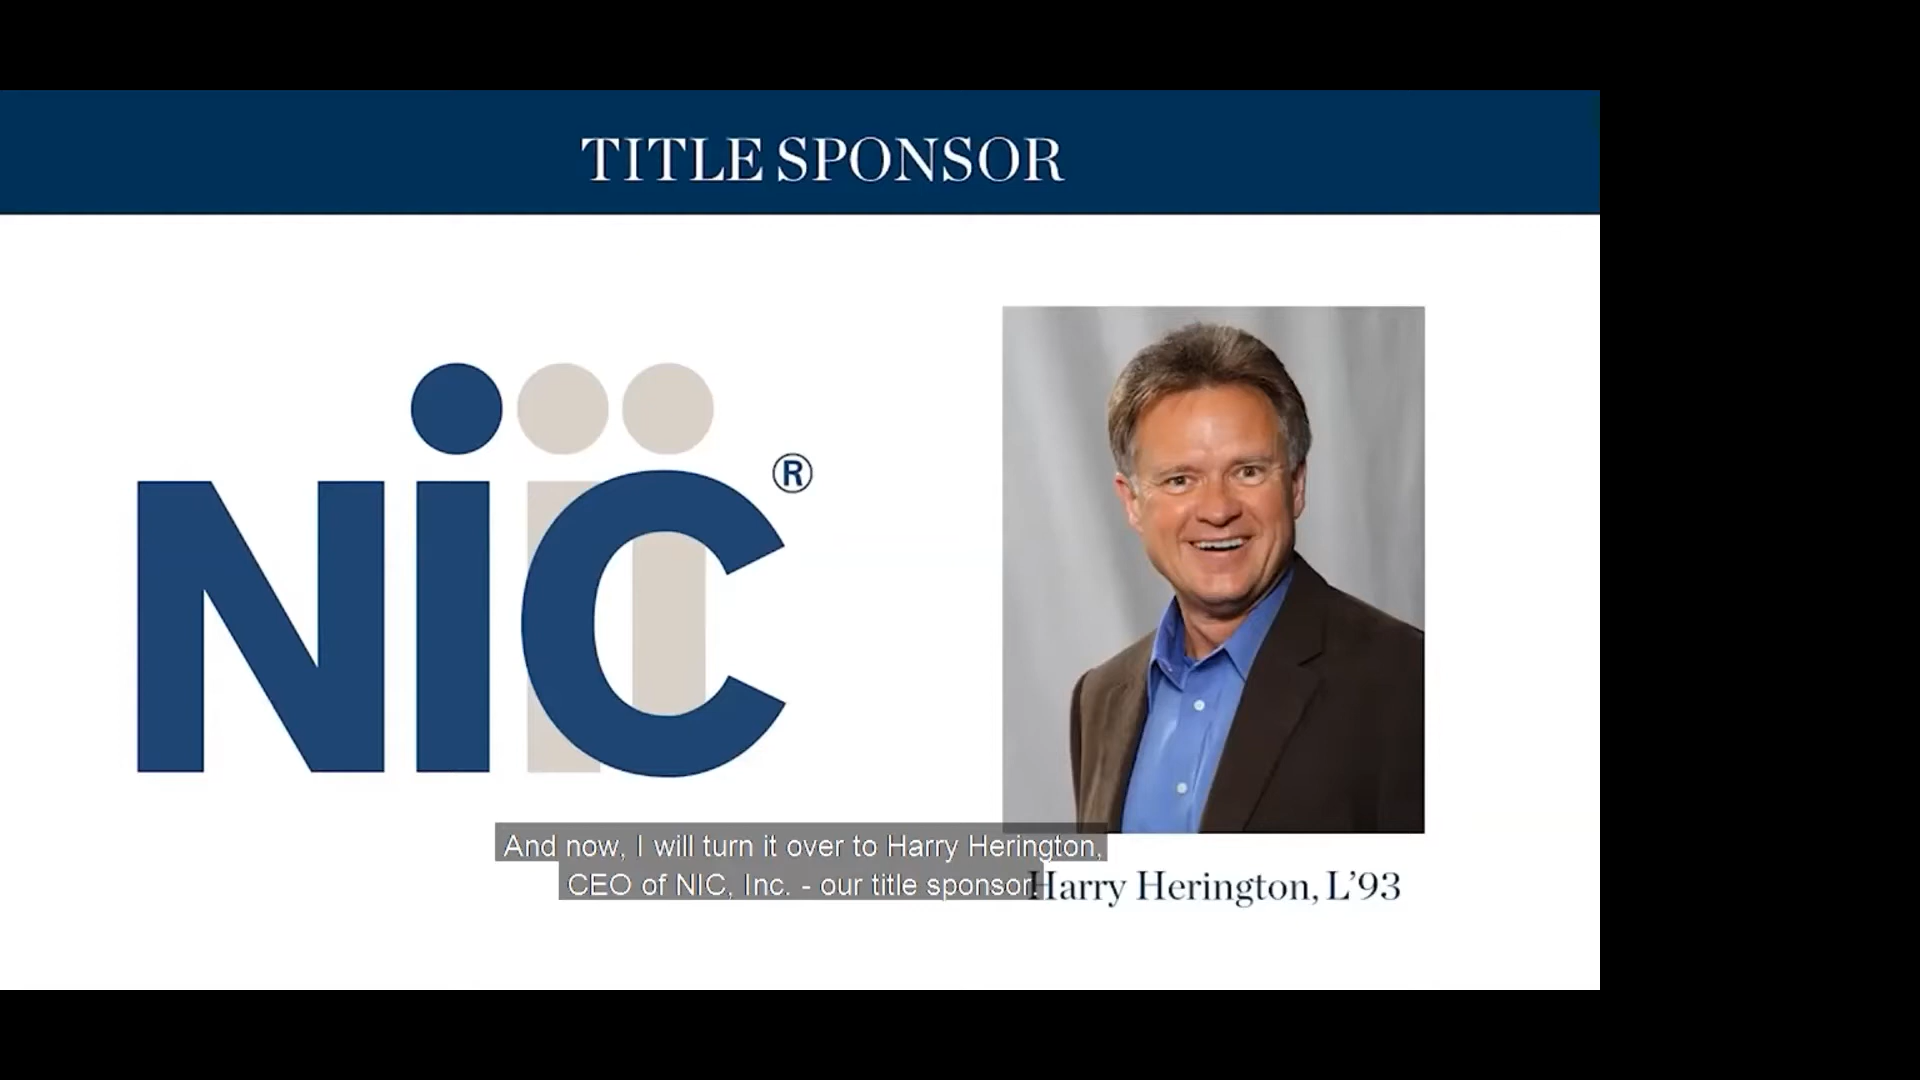 TITLE SPONSOR
NIC®
And now, I will turn it over to Harry Herington,
CEO of NIC, Inc. - our title sponsor.
Harry Herington, L’93